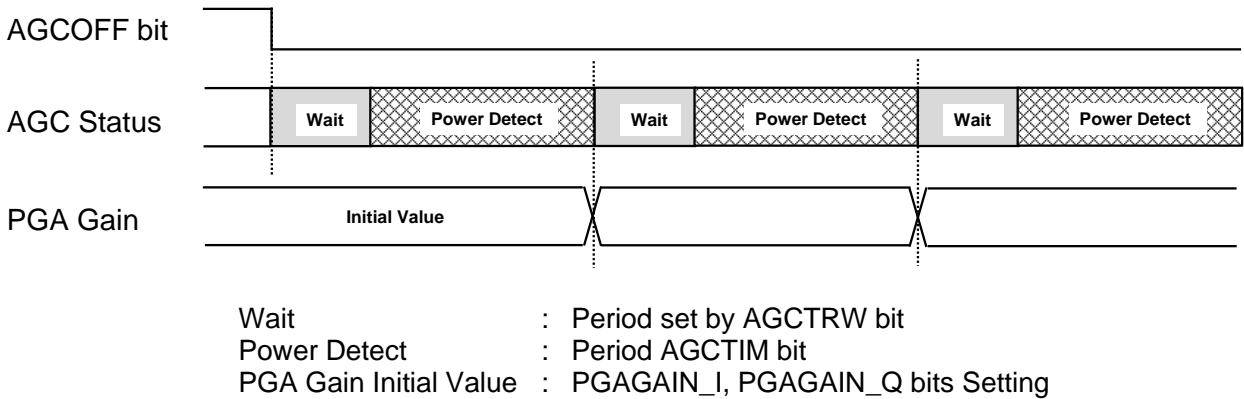 AGCOFF bit
AGC Status
Wait Power Detect Wait Power Detect Wait Power Detect
PGA Gain
Initial Value
Wait : Period set by AGCTRW bit
Power Detect : Period AGCTIM bit
PGA Gain Initial Value : PGAGAIN_I, PGAGAIN_Q bits Setting